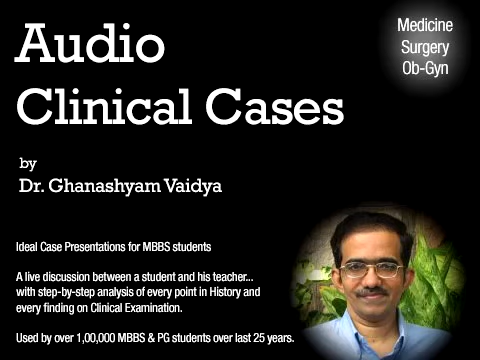 Audio
Clinical Cases
by
Dr. Ghanashyam Vaidya
Medicine
Surgery
Ob-Gyn
Ideal Case Presentations for MBBS students
A live discussion between a student and his teacher...
with step-by-step analysis of every point in History and
every finding on Clinical Examination.
Used by over 1,00,000 MBBS & PG students over last 25 years.